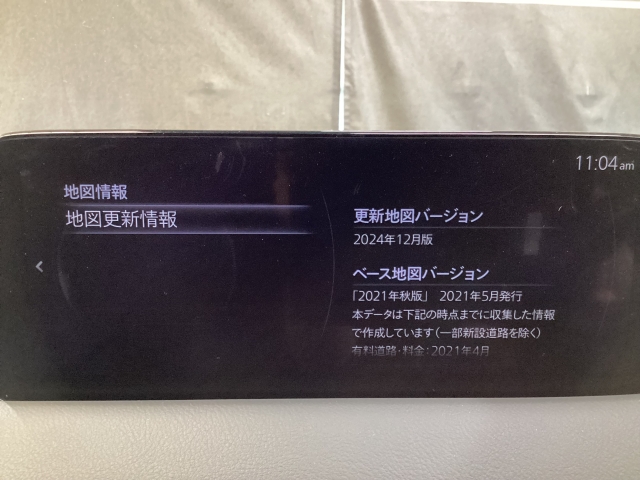 11:04 am
地図情報
地図更新情報
更新地図バージョン
2024年12月版
ベース地図バージョン
「2021年秋版」 2021年5月発行
本データは下記の時点までに収集した情報
で作成しています(一部新設道路を除く)
有料道路・料金:2021年4月